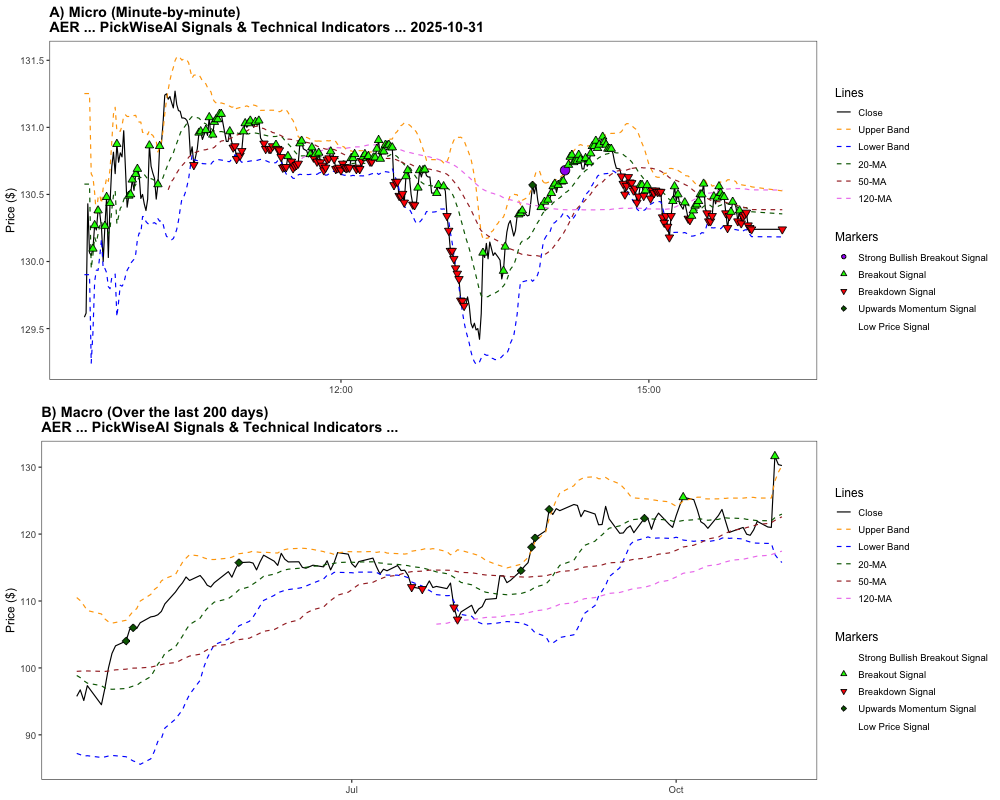 A) Micro (Minute-by-minute)
AER ... PickWiseAI Signals & Technical Indicators ... 2025-10-31
Price ($)
131.5
131.0
130.5
130.0
129.5
12:00
15:00
Lines
Close
Upper Band
Lower Band
20-MA
50-MA
120-MA
Markers
Strong Bullish Breakout Signal
Breakout Signal
Breakdown Signal
Upwards Momentum Signal
Low Price Signal
B) Macro (Over the last 200 days)
AER ... PickWiseAI Signals & Technical Indicators ...
Price ($)
130
120
110
100
90
Jul
Oct
Lines
Close
Upper Band
Lower Band
20-MA
50-MA
120-MA
Markers
Strong Bullish Breakout Signal
Breakout Signal
Breakdown Signal
Upwards Momentum Signal
Low Price Signal